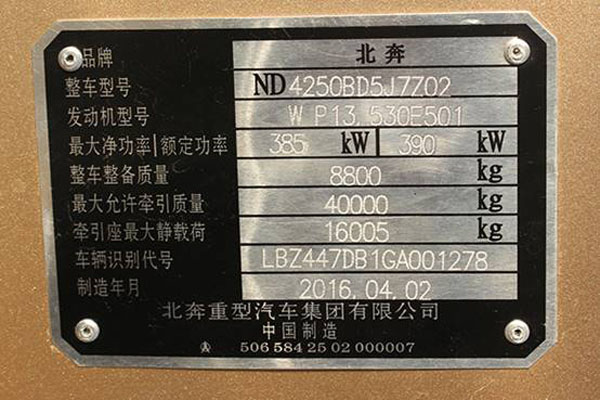 品牌 北奔
整车型号 ND4250BD5J7Z02
发动机型号 WP13.530E501
最大净功率|额定功率 385 kW 390 kW
整车整备质量 8800 kg
最大允许牵引质量 40000 kg
牵引座最大静载荷 16005 kg
车辆识别代号 LBZ447DB1GA001278
制造年月 2016.04.02
北奔重型汽车集团有限公司
中国制造
506 584 25 02 000007